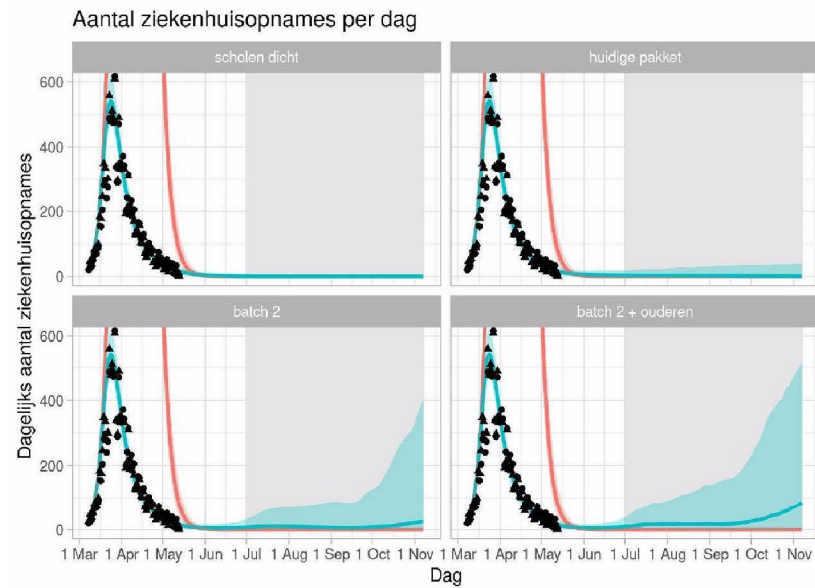 Aantal ziekenhuisopnames per dag
scholen dicht
huidige pakket
600
400
200
0
batch 2
batch 2 + ouderen
600
400
200
0
Dagelijks aantal ziekenhuisopnames
1 Mar 1 Apr 1 May 1 Jun 1 Jul 1 Aug 1 Sep 1 Oct 1 Nov
1 Mar 1 Apr 1 May 1 Jun 1 Jul 1 Aug 1 Sep 1 Oct 1 Nov
Dag